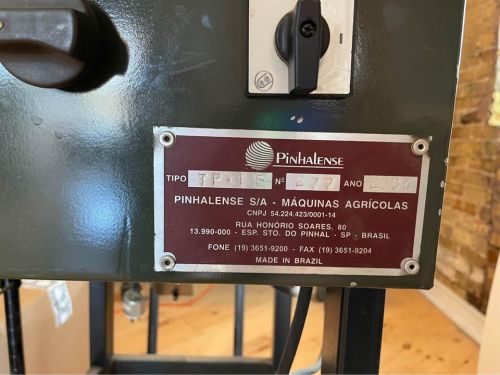 PINHALENSE
TIPO TP-15 Nº 277 ANO
PINHALENSE S/A - MÁQUINAS AGRÍCOLAS
CNPJ 54.224.423/0001-14
RUA HONÓRIO SOARES, 80
13.990-000 - ESP. STO. DO PINHAL - SP - BRASIL
FONE (19) 3651-9200 - FAX (19) 3651-9204
MADE IN BRAZIL